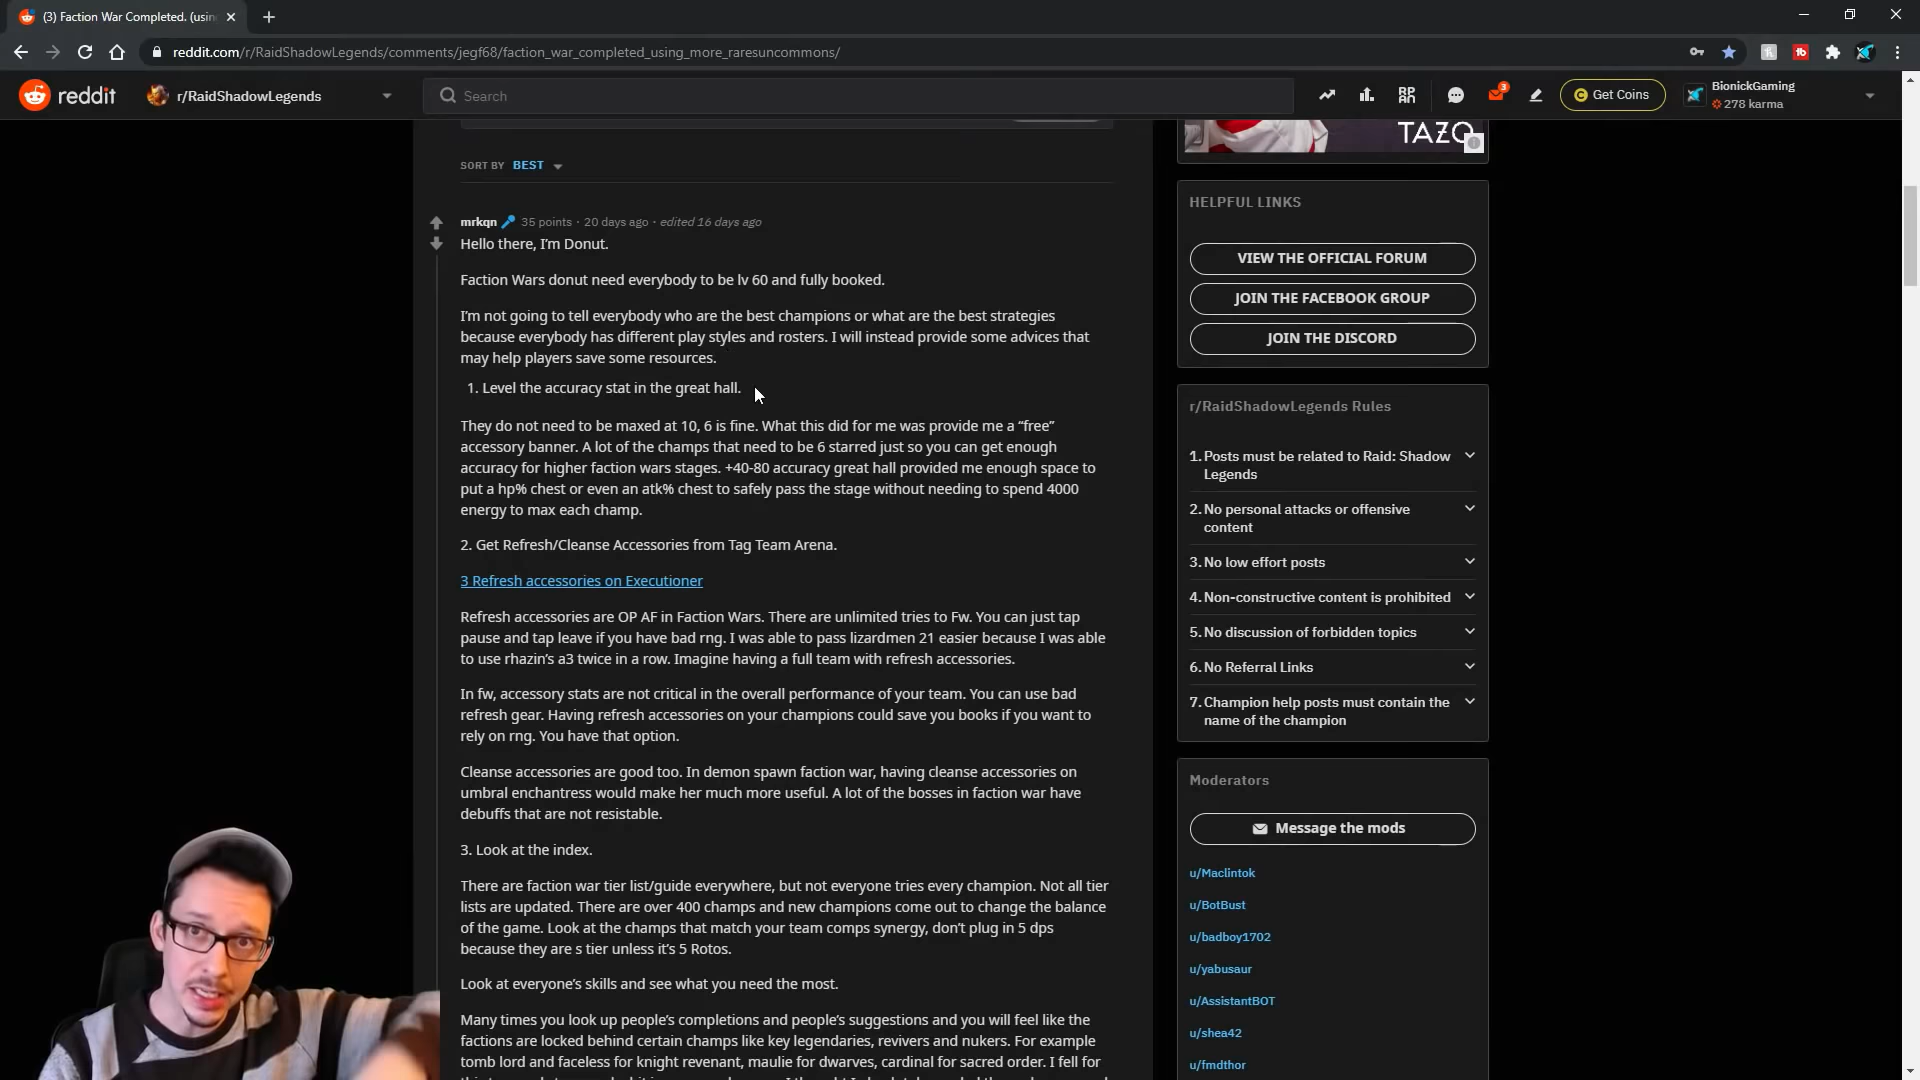 (3) Faction War Completed. (usin
reddit.com/r/RaidShadowLegends/comments/jegf68/faction_war_completed_using_more_raresuncommons/
reddit
r/RaidShadowLegends
Search
Get Coins
BionickGaming
278 karma
3
TAZO
SORT BY BEST
mrkqn 35 points · 20 days ago · edited 16 days ago
Hello there, I'm Donut.
Faction Wars donut need everybody to be lv 60 and fully booked.
I'm not going to tell everybody who are the best champions or what are the best strategies
because everybody has different play styles and rosters. I will instead provide some advices that
may help players save some resources.
1. Level the accuracy stat in the great hall.
They do not need to be maxed at 10, 6 is fine. What this did for me was provide me a “free”
accessory banner. A lot of the champs that need to be 6 starred just so you can get enough
accuracy for higher faction wars stages. +40-80 accuracy great hall provided me enough space to
put a hp% chest or even an atk% chest to safely pass the stage without needing to spend 4000
energy to max each champ.
2. Get Refresh/Cleanse Accessories from Tag Team Arena.
3 Refresh accessories on Executioner
Refresh accessories are OP AF in Faction Wars. There are unlimited tries to Fw. You can just tap
pause and tap leave if you have bad rng. I was able to pass lizardmen 21 easier because I was able
to use rhazin's a3 twice in a row. Imagine having a full team with refresh accessories.
In fw, accessory stats are not critical in the overall performance of your team. You can use bad
refresh gear. Having refresh accessories on your champions could save you books if you want to
rely on rng. You have that option.
Cleanse accessories are good too. In demon spawn faction war, having cleanse accessories on
umbral enchantress would make her much more useful. A lot of the bosses in faction war have
debuffs that are not resistable.
3. Look at the index.
There are faction war tier list/guide everywhere, but not everyone tries every champion. Not all tier
lists are updated. There are over 400 champs and new champions come out to change the balance
of the game. Look at the champs that match your team comps synergy, don't plug in 5 dps
because they are s tier unless it's 5 Rotos.
Look at everyone's skills and see what you need the most.
Many times you look up people's completions and people's suggestions and you will feel like the
factions are locked behind certain champs like key legendaries, revivers and nukers. For example
tomb lord and faceless for knight revenant, maulie for dwarves, cardinal for sacred order. I fell for
HELPFUL LINKS
VIEW THE OFFICIAL FORUM
JOIN THE FACEBOOK GROUP
JOIN THE DISCORD
r/RaidShadowLegends Rules
1. Posts must be related to Raid: Shadow
Legends
2. No personal attacks or offensive
content
3. No low effort posts
4. Non-constructive content is prohibited
5. No discussion of forbidden topics
6. No Referral Links
7. Champion help posts must contain the
name of the champion
Moderators
Message the mods
u/Maclintok
u/BotBust
u/badboy1702
u/yabusaur
u/AssistantBOT
u/shea42
u/fmdthor